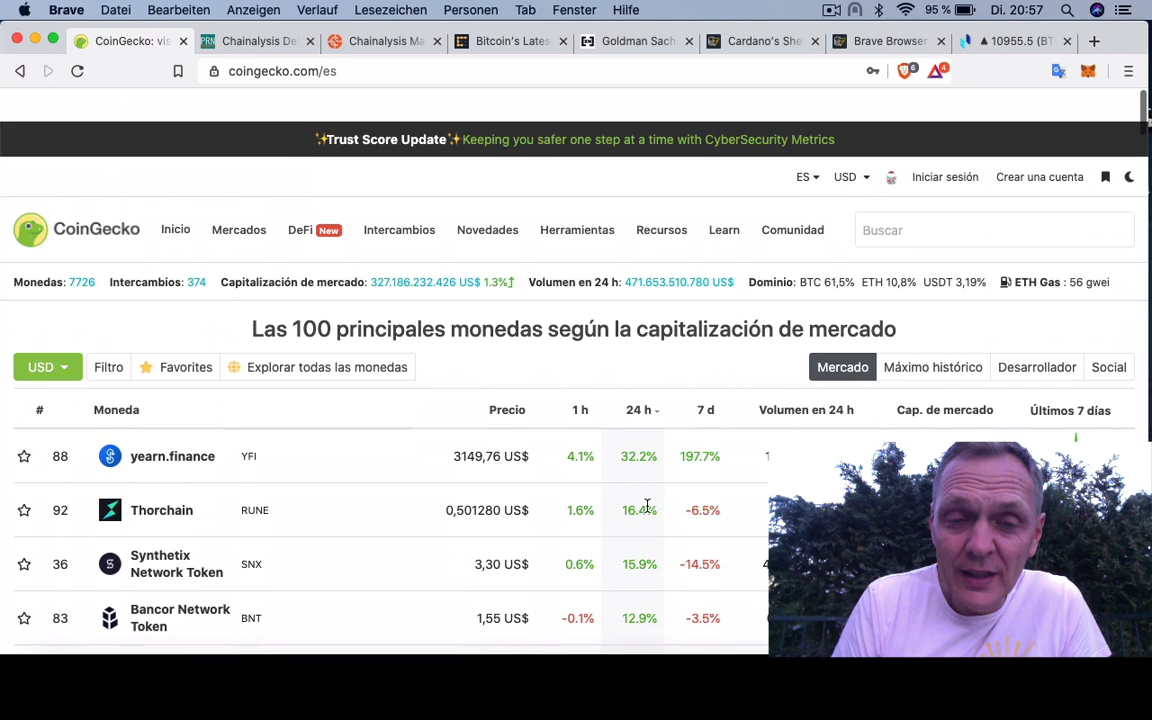 Brave Datei Bearbeiten Anzeigen Verlauf Lesezeichen Personen Tab Fenster Hilfe 95 % Di. 20:57
CoinGecko: vis Chainalysis De Chainalysis Ma Bitcoin's Lates Goldman Sach Cardano's She Brave Browser ▲ 10955.5 (BT
coingecko.com/es 6 4
✨Trust Score Update✨Keeping you safer one step at a time with CyberSecurity Metrics
ES USD Iniciar sesión Crear una cuenta
CoinGecko Inicio Mercados DeFi New Intercambios Novedades Herramientas Recursos Learn Comunidad Buscar
Monedas: 7726 Intercambios: 374 Capitalización de mercado: 327.186.232.426 US$ 1.3% Volumen en 24 h: 471.653.510.780 US$ Dominio: BTC 61,5% ETH 10,8% USDT 3,19% ETH Gas : 56 gwei
Las 100 principales monedas según la capitalización de mercado
USD Filtro Favorites Explorar todas las monedas Mercado Máximo histórico Desarrollador Social
# Moneda Precio 1 h 24 h 7 d Volumen en 24 h Cap. de mercado Últimos 7 días
88 yearn.finance YFI 3149,76 US$ 4.1% 32.2% 197.7% 1
92 Thorchain RUNE 0,501280 US$ 1.6% 16.4% -6.5%
36 Synthetix Network Token SNX 3,30 US$ 0.6% 15.9% -14.5% 4
83 Bancor Network Token BNT 1,55 US$ -0.1% 12.9% -3.5%